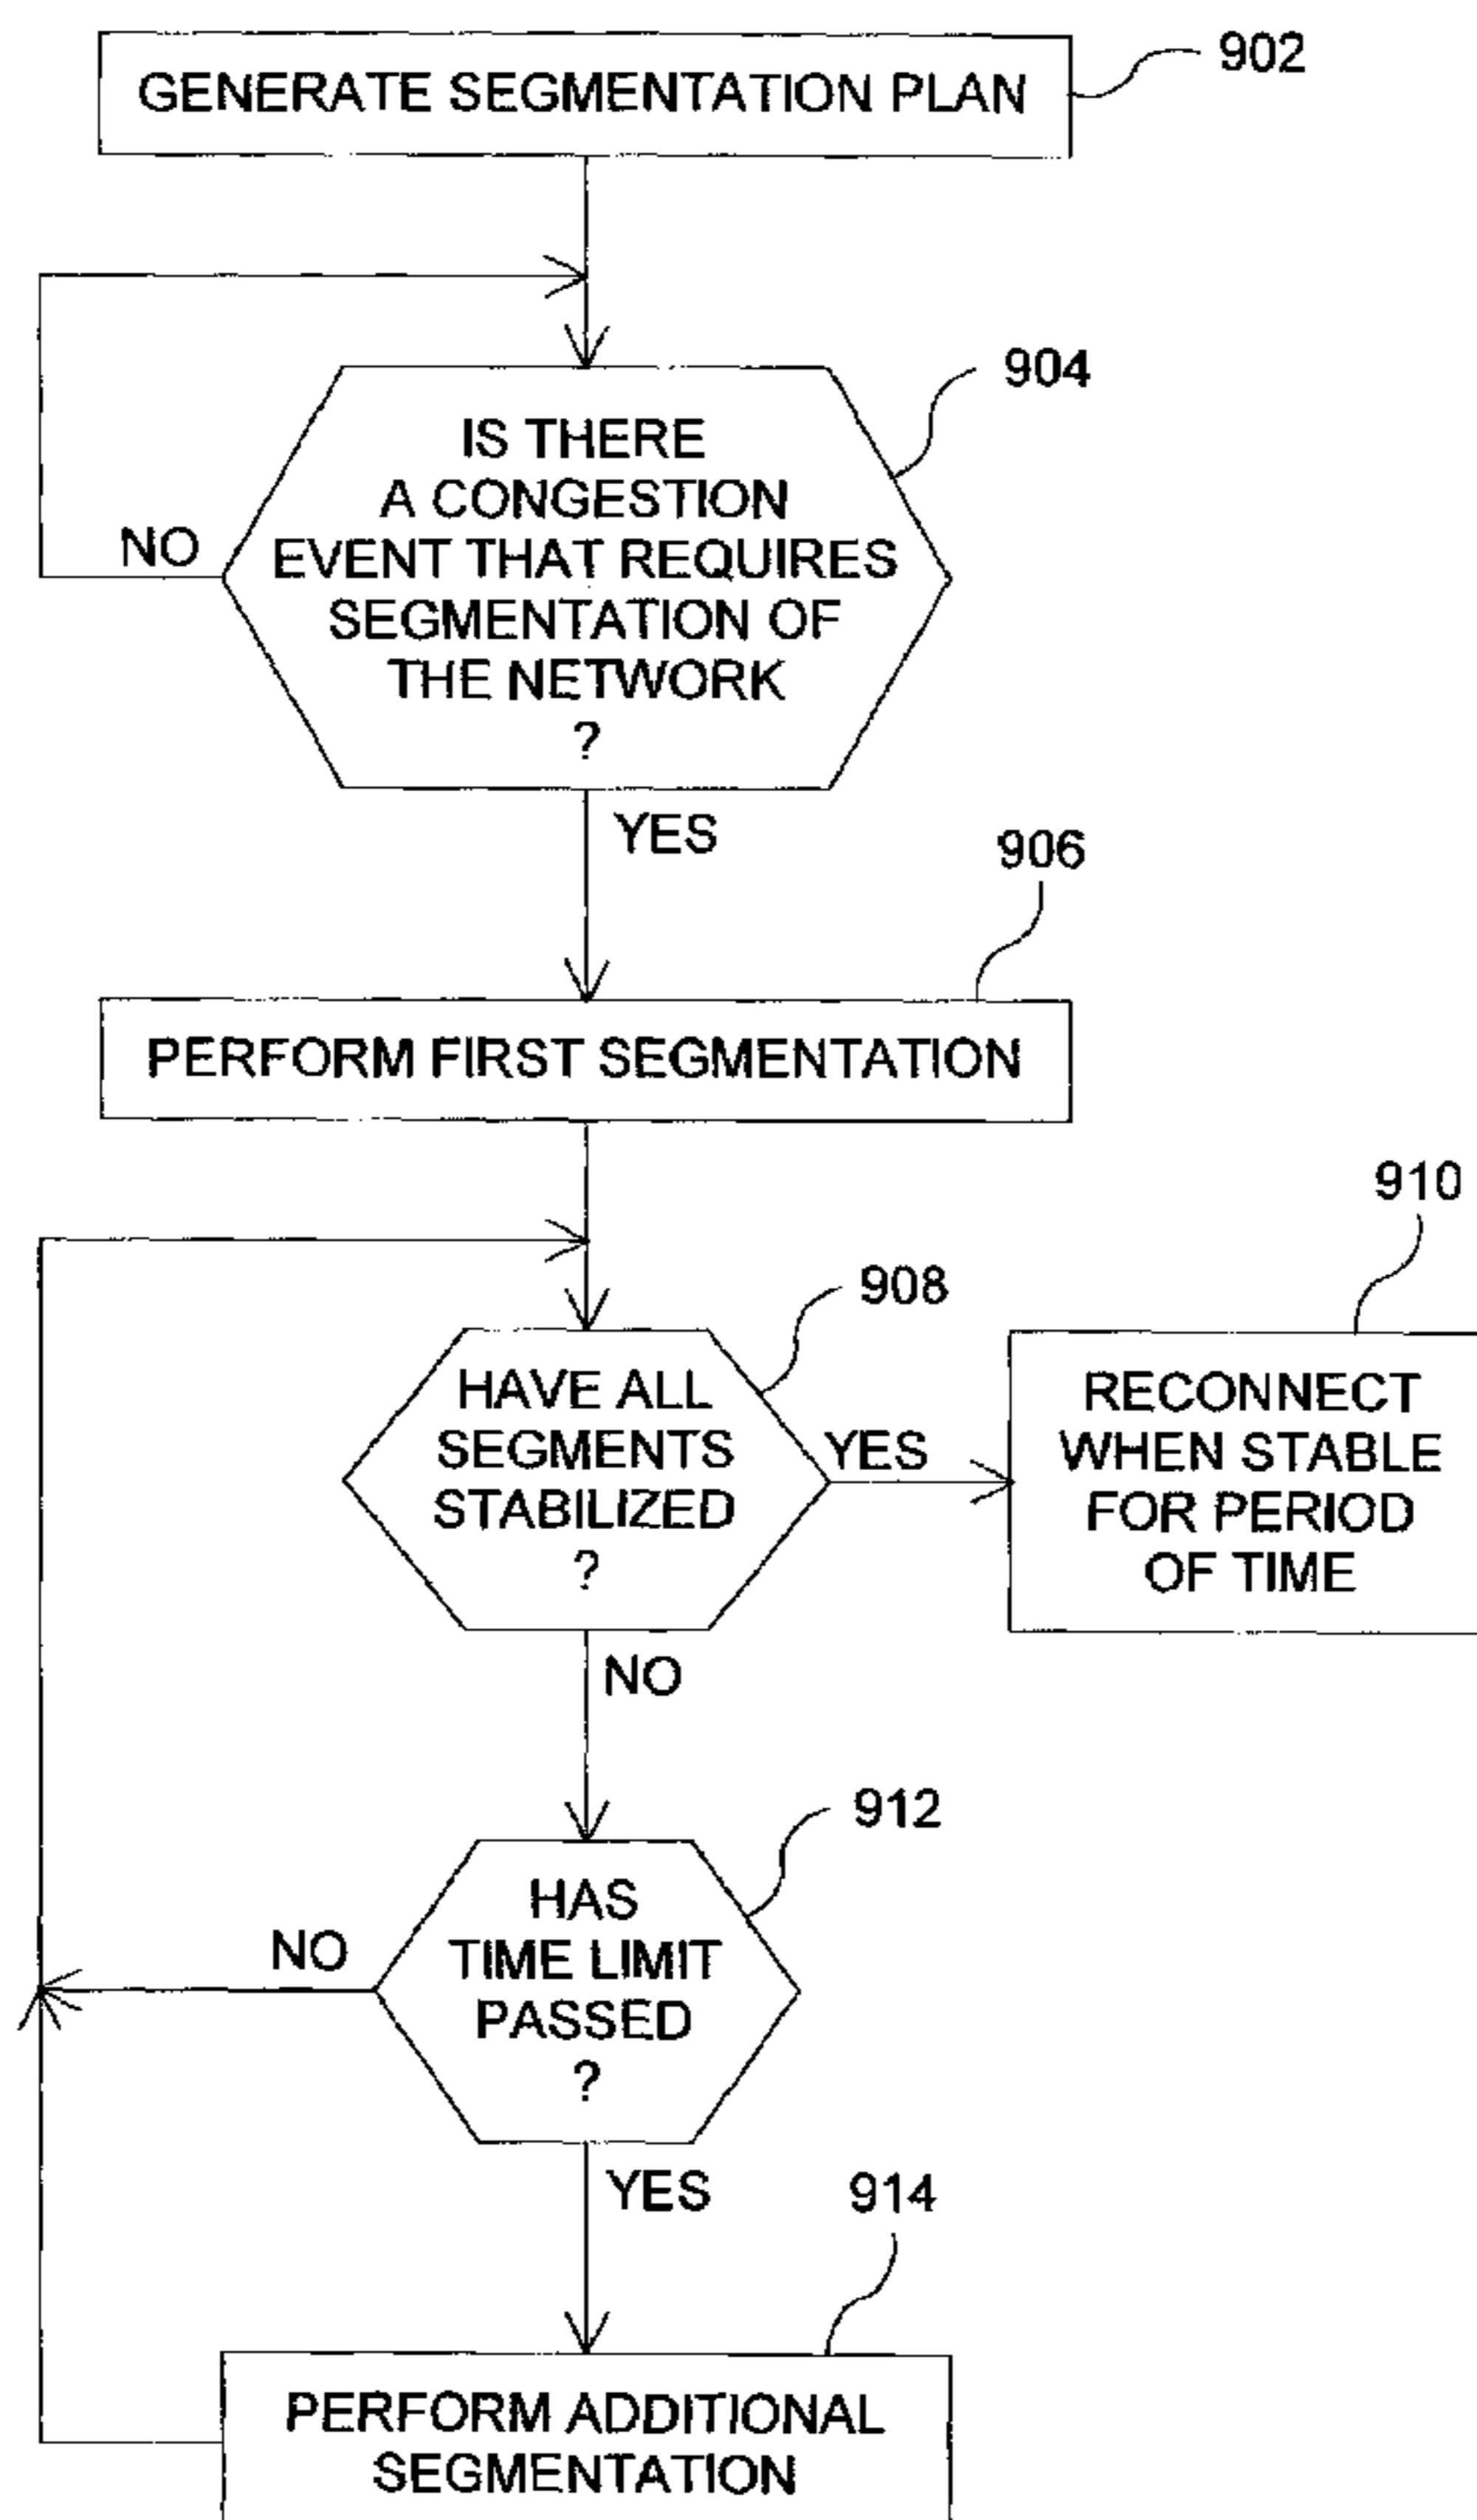 GENERATE SEGMENTATION PLAN
902
904
IS THERE
A CONGESTION
EVENT THAT REQUIRES
SEGMENTATION OF
THE NETWORK
?
NO
YES
906
PERFORM FIRST SEGMENTATION
910
908
HAVE ALL
SEGMENTS
STABILIZED
?
YES
RECONNECT
WHEN STABLE
FOR PERIOD
OF TIME
NO
912
HAS
TIME LIMIT
PASSED
?
NO
YES
914
PERFORM ADDITIONAL
SEGMENTATION